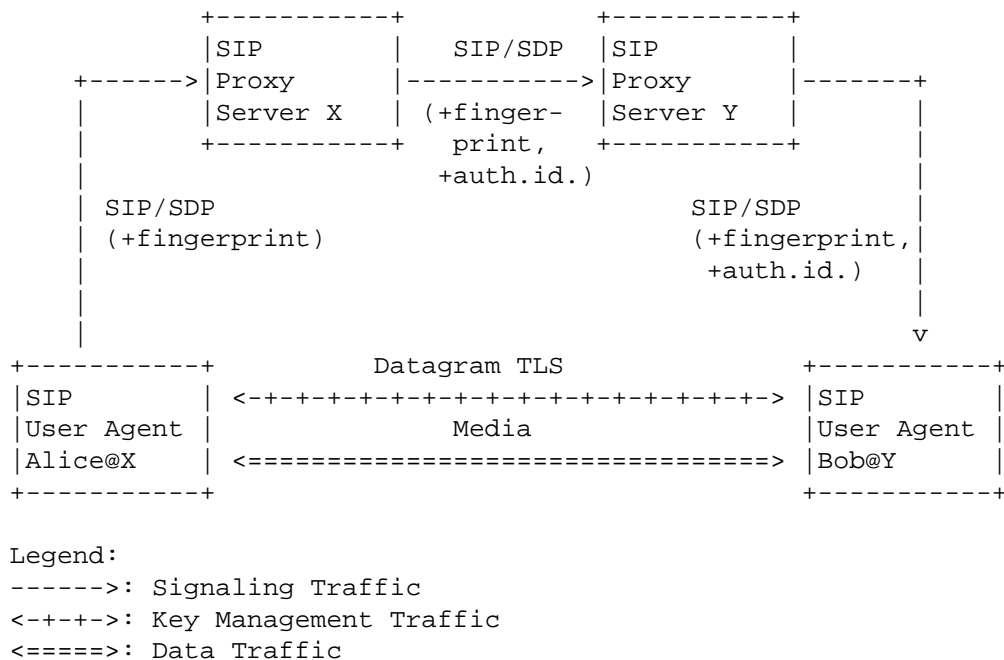 +-----------+            +-----------+
|SIP        |   SIP/SDP  |SIP        |
+------>|Proxy      |----------->|Proxy      |-------+
|       |Server X   | (+finger-  |Server Y   |       |
|       +-----------+   print,   +-----------+       |
|                      +auth.id.)                    |
| SIP/SDP                              SIP/SDP       |
| (+fingerprint)                       (+fingerprint,|
|                                       +auth.id.)   |
|                                                    |
|                                                    v
+-----------+          Datagram TLS               +-----------+
|SIP        | <-+-+-+-+-+-+-+-+-+-+-+-+-+-+-+-+-> |SIP        |
|User Agent |               Media                 |User Agent |
|Alice@X    | <=================================> |Bob@Y      |
+-----------+                                     +-----------+
Legend:
------>: Signaling Traffic
<-+-+->: Key Management Traffic
<=====>: Data Traffic